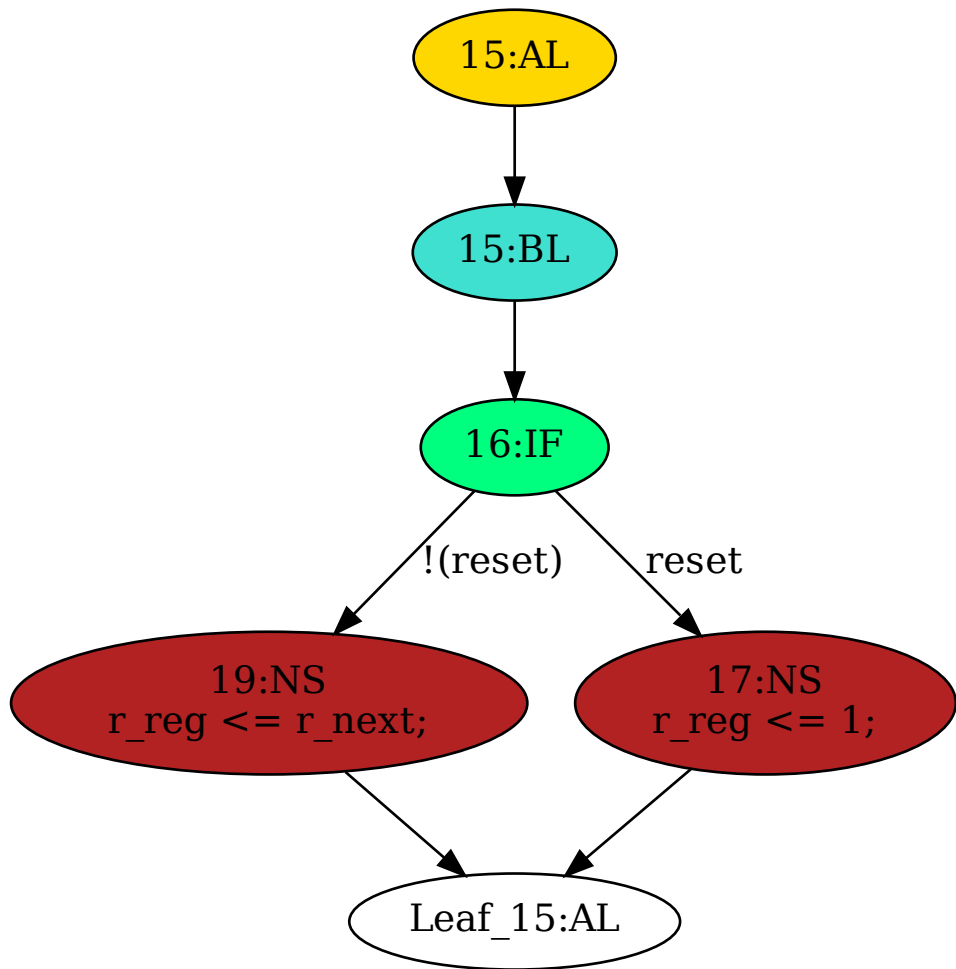 15:AL
15:BL
16:IF
!(reset)
reset
19:NS
r_reg <= r_next;
17:NS
r_reg <= 1;
Leaf_15:AL